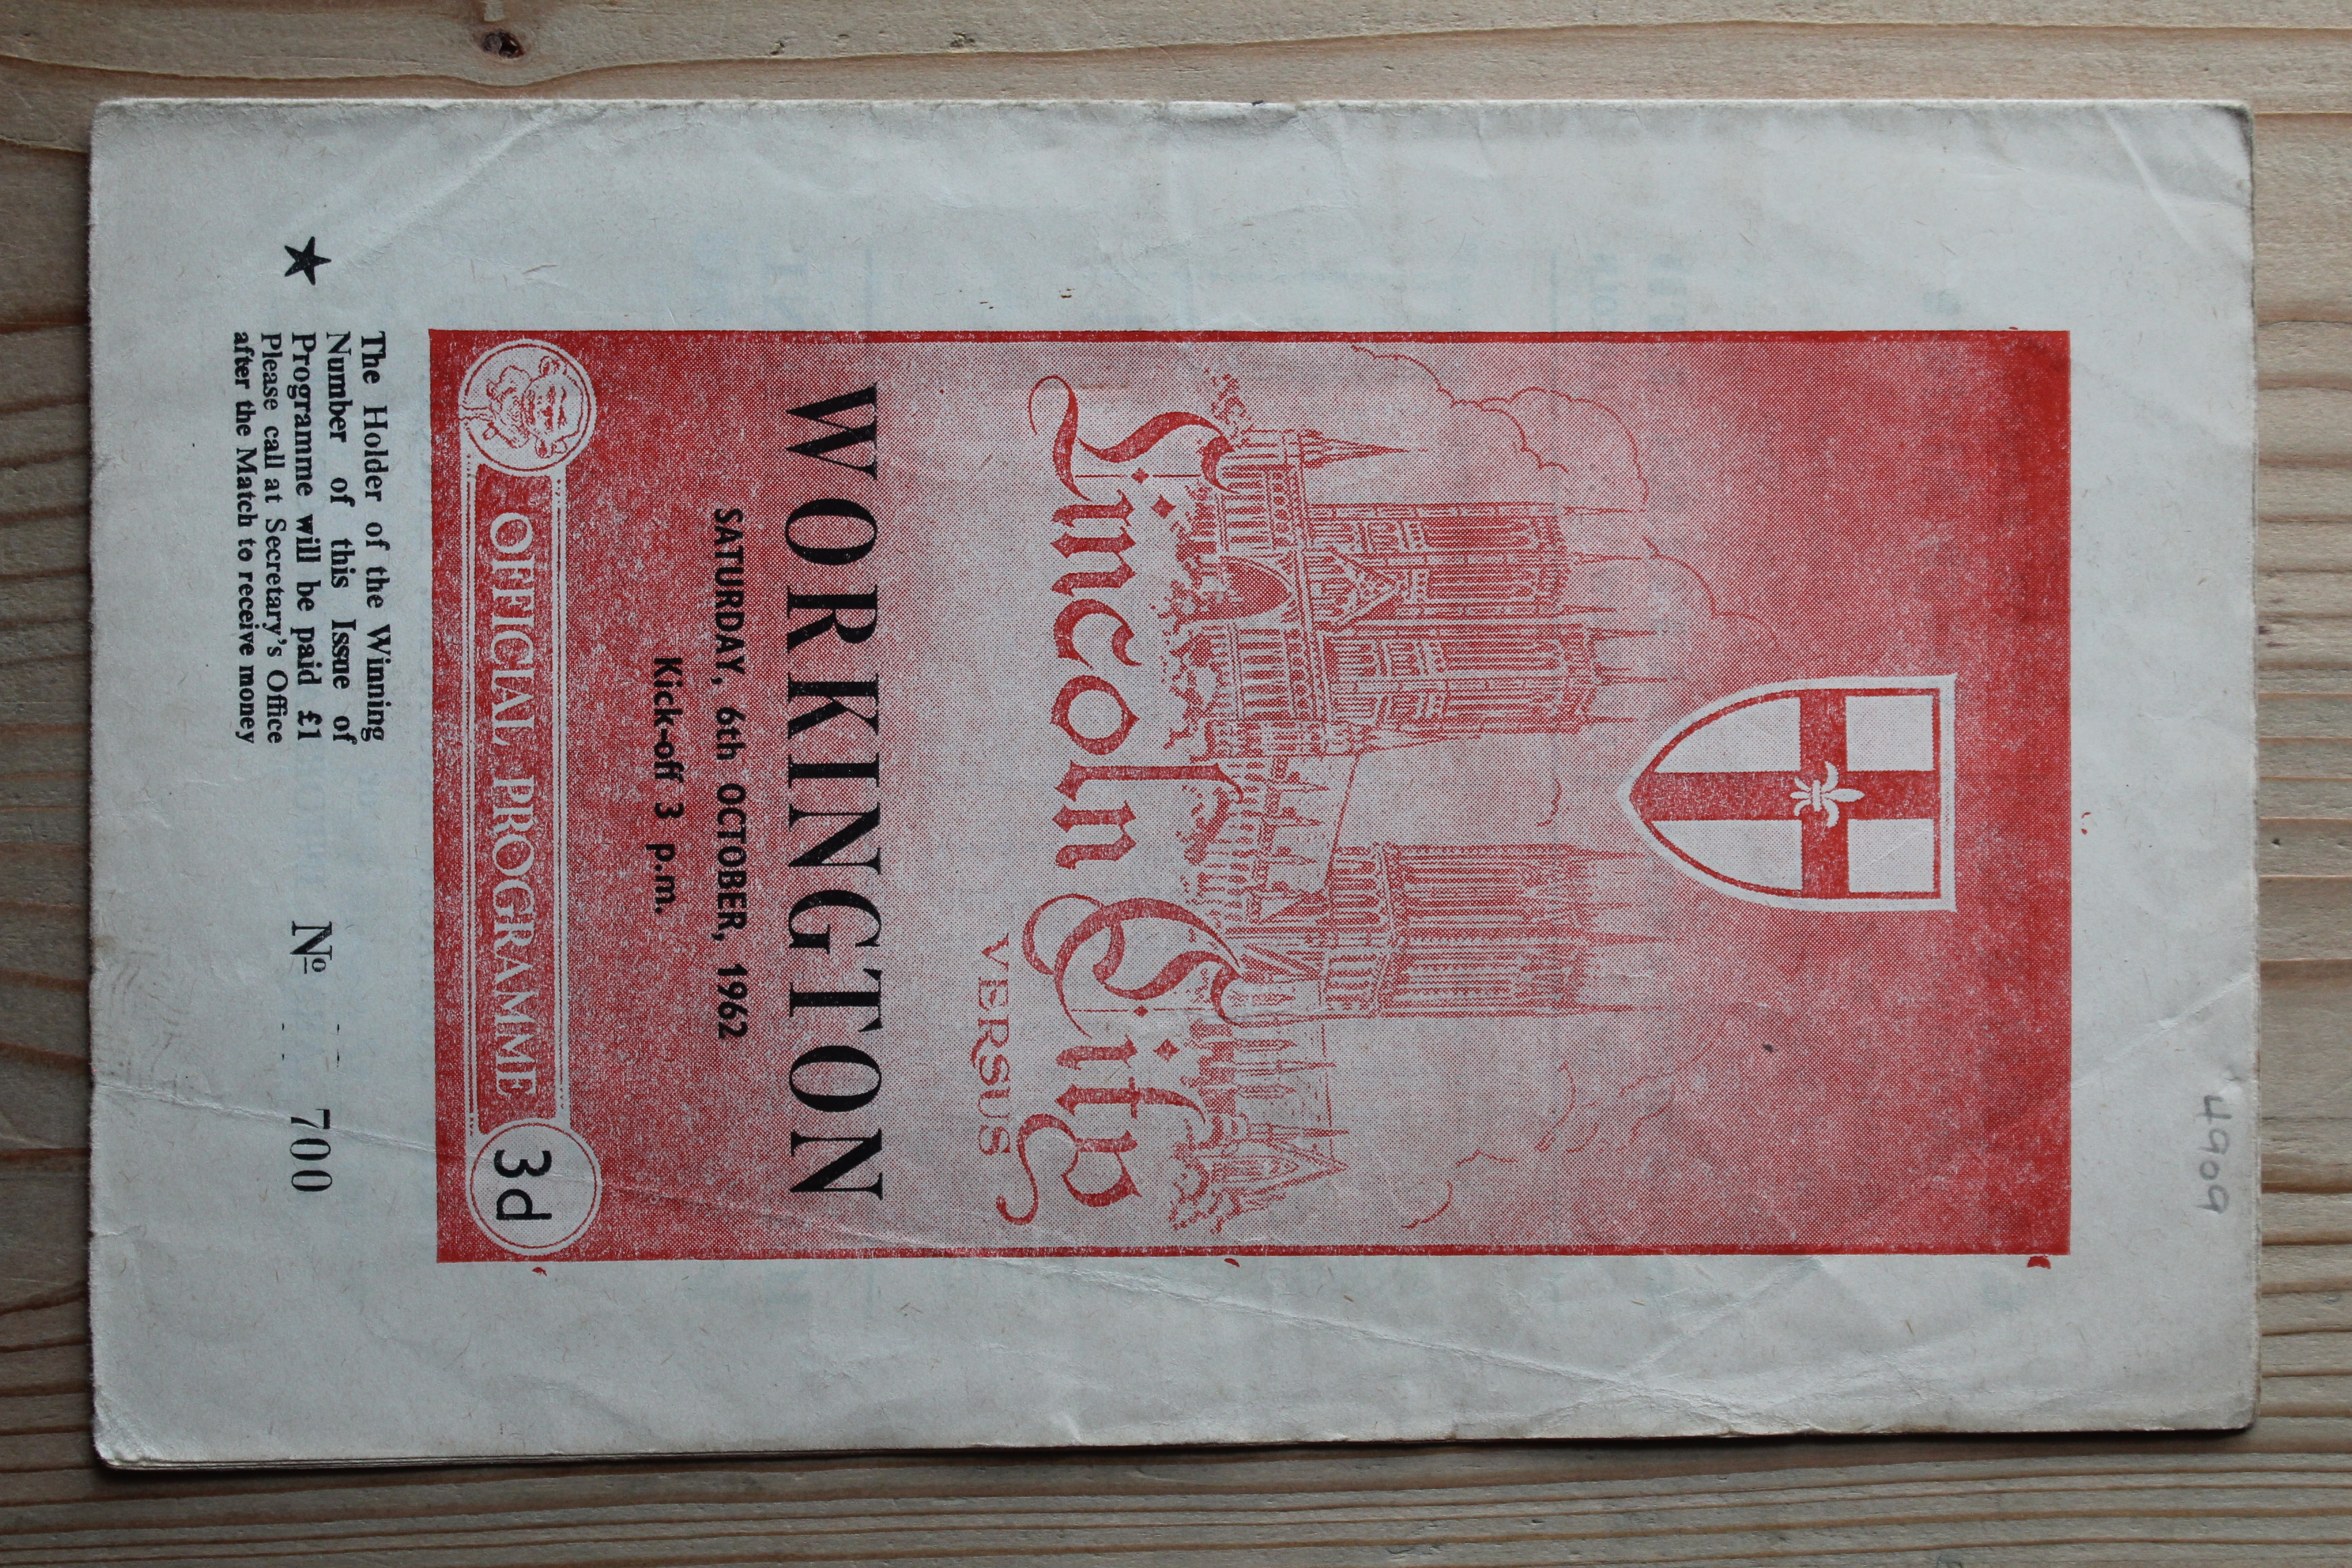 4909
Lincoln City
VERSUS
WORKINGTON
SATURDAY, 6th OCTOBER, 1962
Kick-off 3 p.m.
OFFICIAL PROGRAMME 3d
★ The Holder of the Winning
Number of this Issue of
Programme will be paid £1
Please call at Secretary's Office
after the Match to receive money
Nº 700